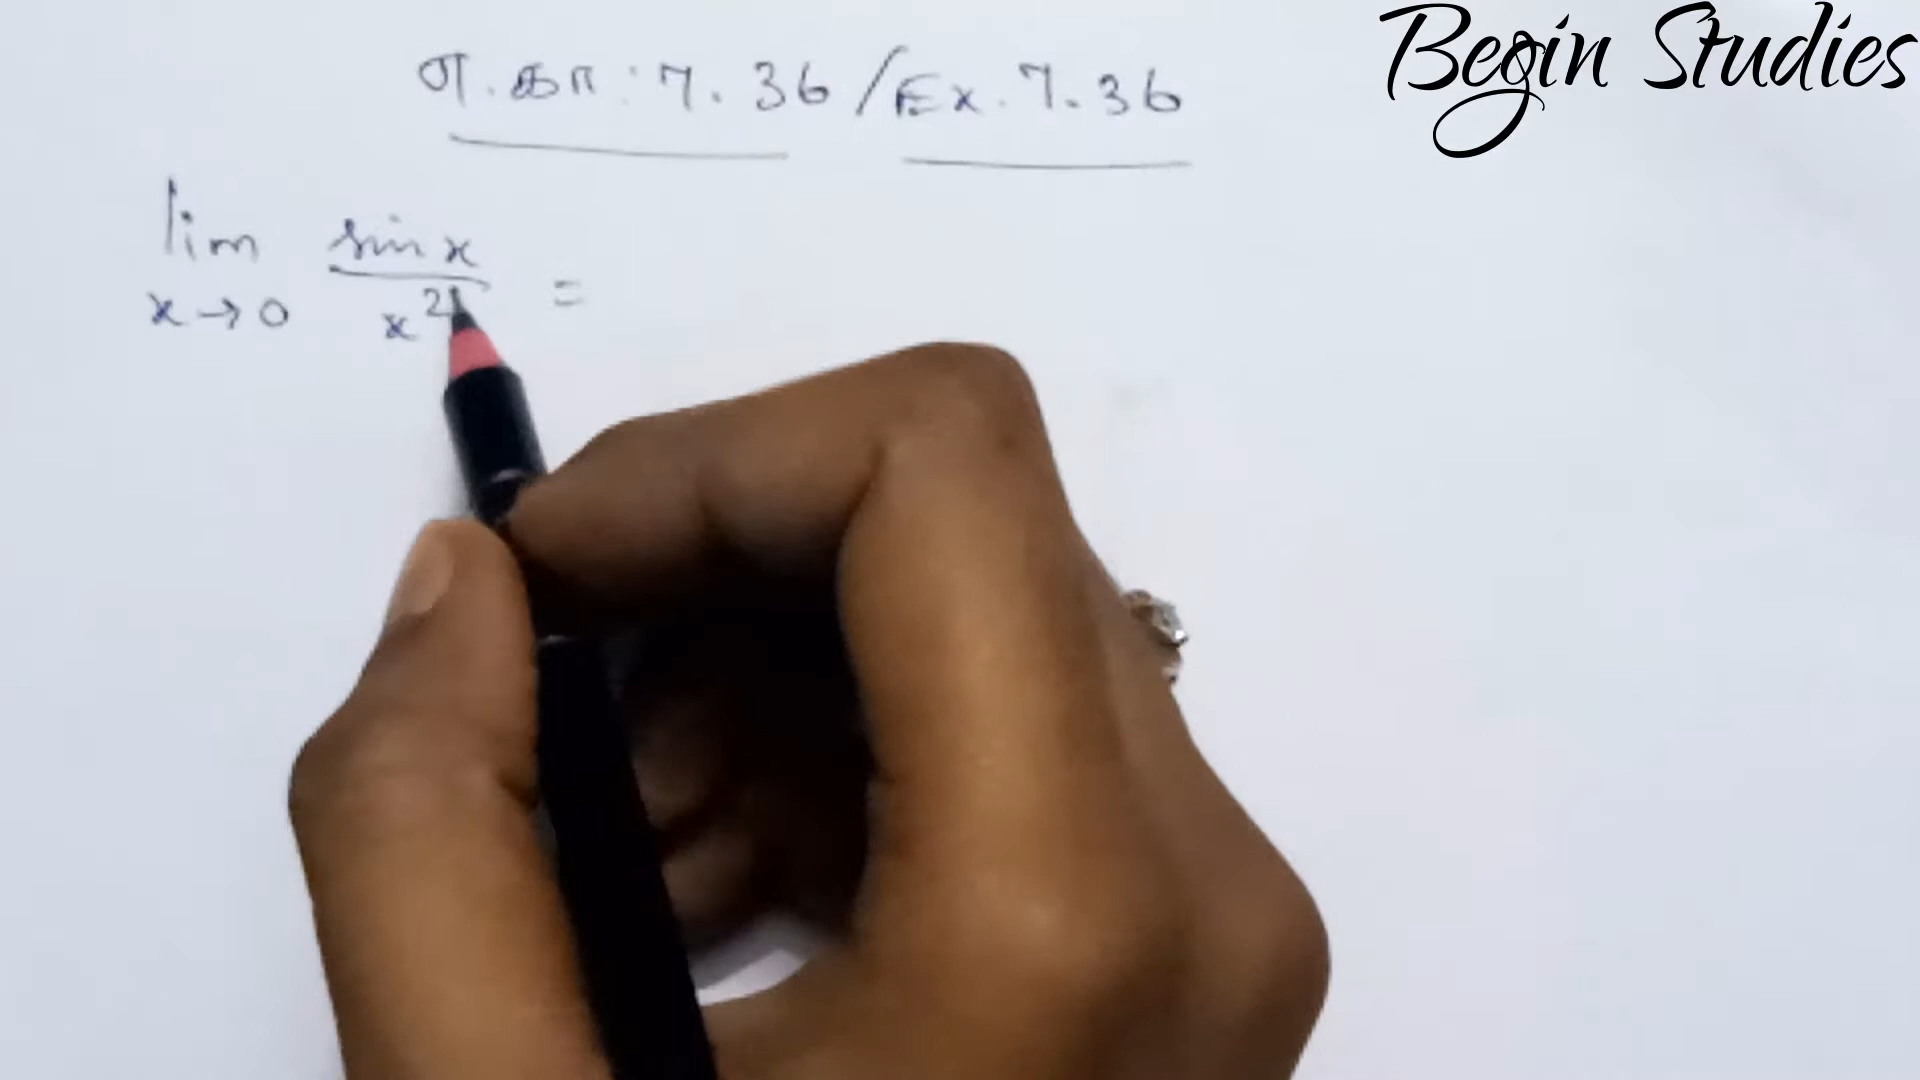 Begin Studies
எ.கா: 7.36 / Ex. 7.36
lim sin x
x→0 x² =